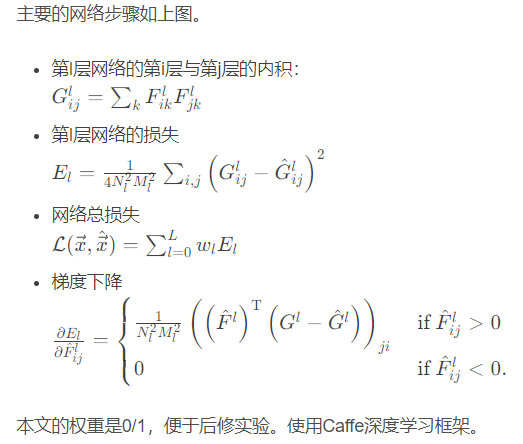 主要的网络步骤如上图。
• 第l层网络的第i层与第j层的内积：
$G_{ij}^l = \sum_k F_{ik}^l F_{jk}^l$
• 第l层网络的损失
$E_l = \frac{1}{4N_l^2 M_l^2} \sum_{i,j} \left( G_{ij}^l - \hat{G}_{ij}^l \right)^2$
• 网络总损失
$\mathcal{L}(\vec{x}, \hat{\vec{x}}) = \sum_{l=0}^L w_l E_l$
• 梯度下降
$\frac{\partial E_l}{\partial \hat{F}_{ij}^l} = \begin{cases} \frac{1}{N_l^2 M_l^2} \left( \left( \hat{F}^l \right)^{\mathrm{T}} \left( G^l - \hat{G}^l \right) \right)_{ji} & \text{if } \hat{F}_{ij}^l > 0 \\ 0 & \text{if } \hat{F}_{ij}^l < 0. \end{cases}$
本文的权重是0/1，便于后修实验。使用Caffe深度学习框架。